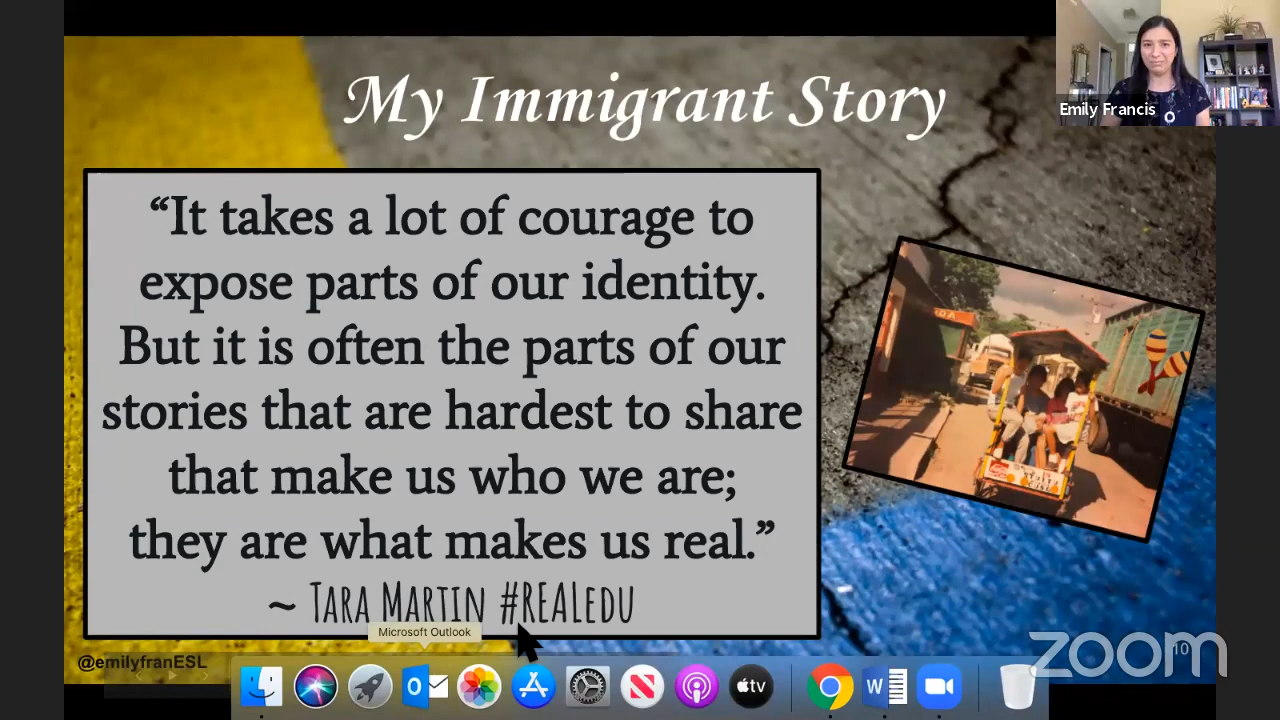 My Immigrant Story
Emily Francis
“It takes a lot of courage to
expose parts of our identity.
But it is often the parts of our
stories that are hardest to share
that make us who we are;
they are what makes us real.”
~ Tara Martin #REALedu
Microsoft Outlook
@emilyfranESL
tv
W
zoom
10